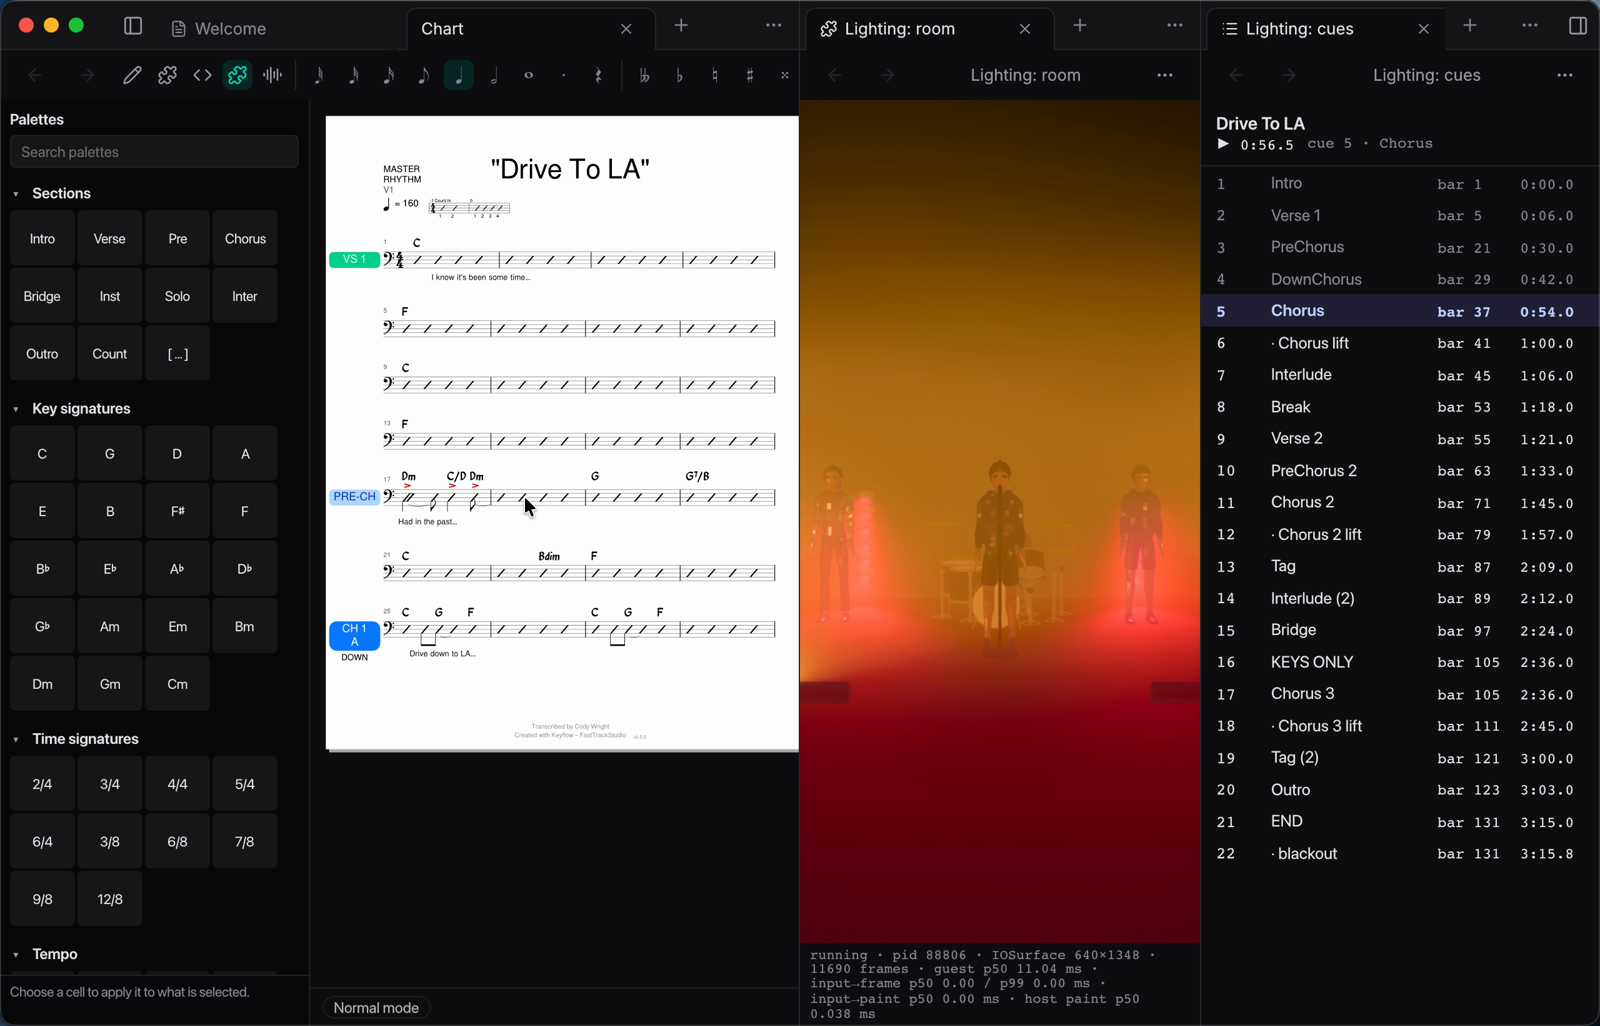 Welcome
Chart
Lighting: room
Lighting: cues
Lighting: room
Lighting: cues
Palettes
Search palettes
Sections
Intro Verse Pre Chorus
Bridge Inst Solo Inter
Outro Count [...]
Key signatures
C G D A
E B F# F
B♭ E♭ A♭ D♭
G♭ Am Em Bm
Dm Gm Cm
Time signatures
2/4 3/4 4/4 5/4
6/4 3/8 6/8 7/8
9/8 12/8
Tempo
Choose a cell to apply it to what is selected.
MASTER
RHYTHM
V1
"Drive To LA"
= 160
1 2 1 2 3 4
1 C
VS 1
4/4
I know it's been some time...
5 F
9 C
13 F
17 Dm C/D Dm G G7/B
PRE-CH
Had in the past...
21 C Bdim F
25 C G F C G F
CH 1
A
DOWN
Drive down to LA...
Transcribed by Cody Wright
Created with Keyflow – FastTrackStudio
Normal mode
running · pid 88806 · IOSurface 640×1348 ·
11690 frames · guest p50 11.04 ms ·
input→frame p50 0.00 / p99 0.00 ms ·
input→paint p50 0.00 ms · host paint p50
0.038 ms
Drive To LA
▶ 0:56.5 cue 5 · Chorus
1 Intro bar 1 0:00.0
2 Verse 1 bar 5 0:06.0
3 PreChorus bar 21 0:30.0
4 DownChorus bar 29 0:42.0
5 Chorus bar 37 0:54.0
6 · Chorus lift bar 41 1:00.0
7 Interlude bar 45 1:06.0
8 Break bar 53 1:18.0
9 Verse 2 bar 55 1:21.0
10 PreChorus 2 bar 63 1:33.0
11 Chorus 2 bar 71 1:45.0
12 · Chorus 2 lift bar 79 1:57.0
13 Tag bar 87 2:09.0
14 Interlude (2) bar 89 2:12.0
15 Bridge bar 97 2:24.0
16 KEYS ONLY bar 105 2:36.0
17 Chorus 3 bar 105 2:36.0
18 · Chorus 3 lift bar 111 2:45.0
19 Tag (2) bar 121 3:00.0
20 Outro bar 123 3:03.0
21 END bar 131 3:15.0
22 · blackout bar 131 3:15.8